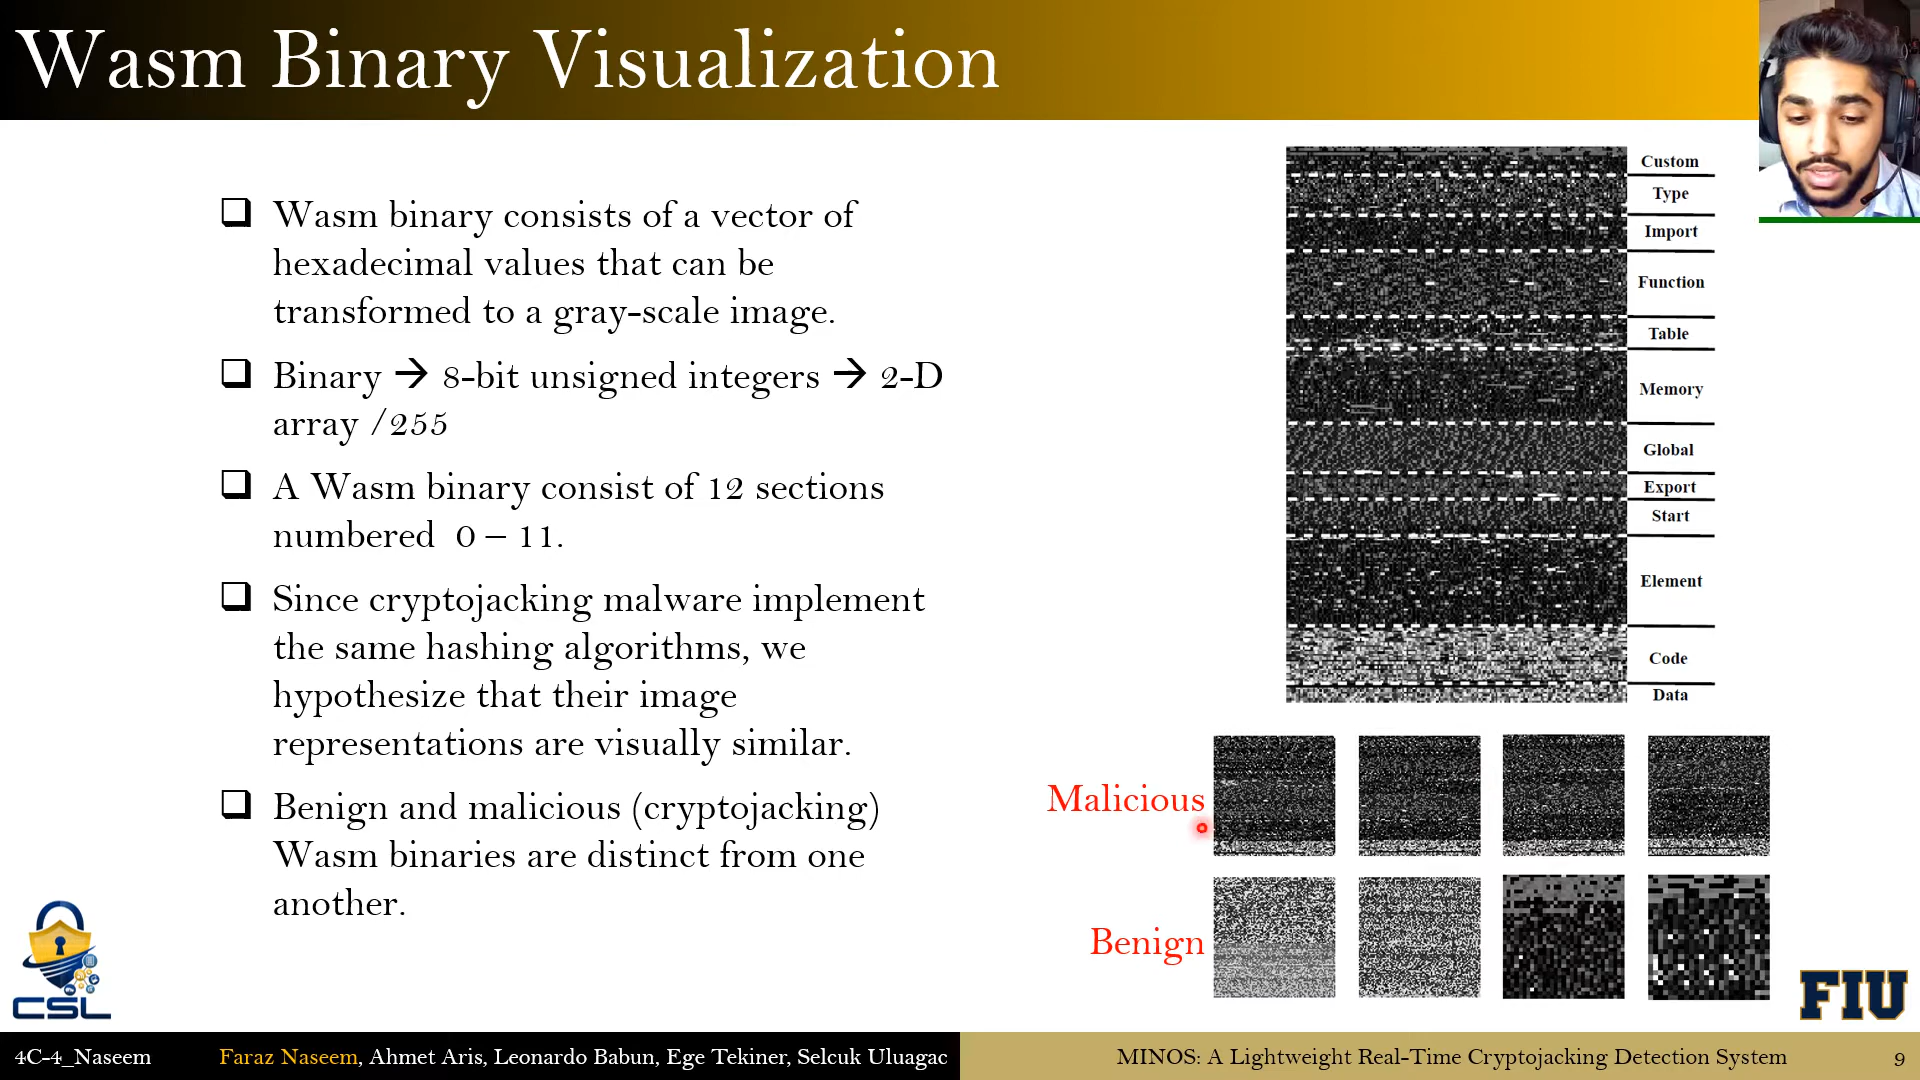 Wasm Binary Visualization
Wasm binary consists of a vector of
hexadecimal values that can be
transformed to a gray-scale image.
Binary → 8-bit unsigned integers → 2-D
array /255
A Wasm binary consist of 12 sections
numbered 0 – 11.
Since cryptojacking malware implement
the same hashing algorithms, we
hypothesize that their image
representations are visually similar.
Benign and malicious (cryptojacking)
Wasm binaries are distinct from one
another.
Custom
Type
Import
Function
Table
Memory
Global
Export
Start
Element
Code
Data
Malicious
Benign
CSL
FIU
4C-4_Naseem
Faraz Naseem, Ahmet Aris, Leonardo Babun, Ege Tekiner, Selcuk Uluagac
MINOS: A Lightweight Real-Time Cryptojacking Detection System
9